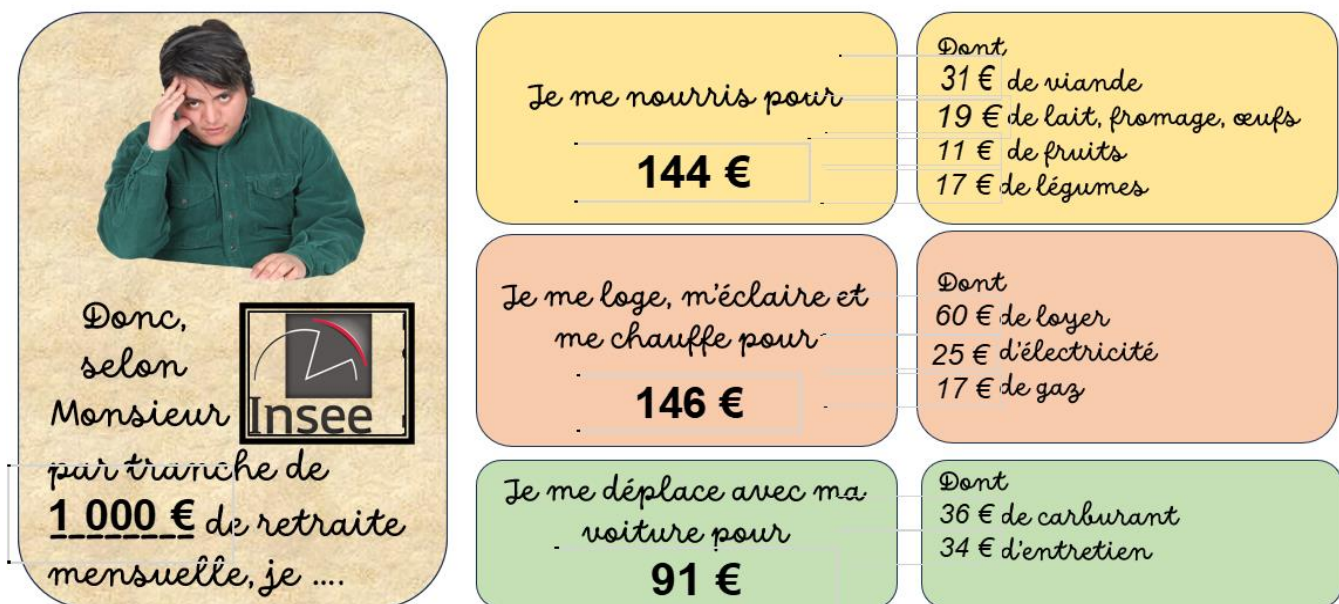 Donc,
selon
Monsieur Insee
par tranche de
1 000 € de retraite
mensuelle, je ....
Je me nourris pour
144 €
Dont
31 € de viande
19 € de lait, fromage, œufs
11 € de fruits
17 € de légumes
Je me loge, m'éclaire et
me chauffe pour
146 €
Dont
60 € de loyer
25 € d'électricité
17 € de gaz
Je me déplace avec ma
voiture pour
91 €
Dont
36 € de carburant
34 € d'entretien